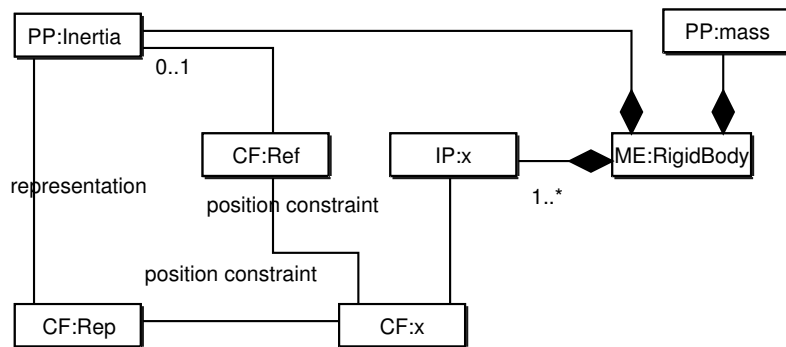 PP:Inertia
PP:mass
0..1
CF:Ref
IP:x
ME:RigidBody
representation
position constraint
1..*
position constraint
CF:Rep
CF:x